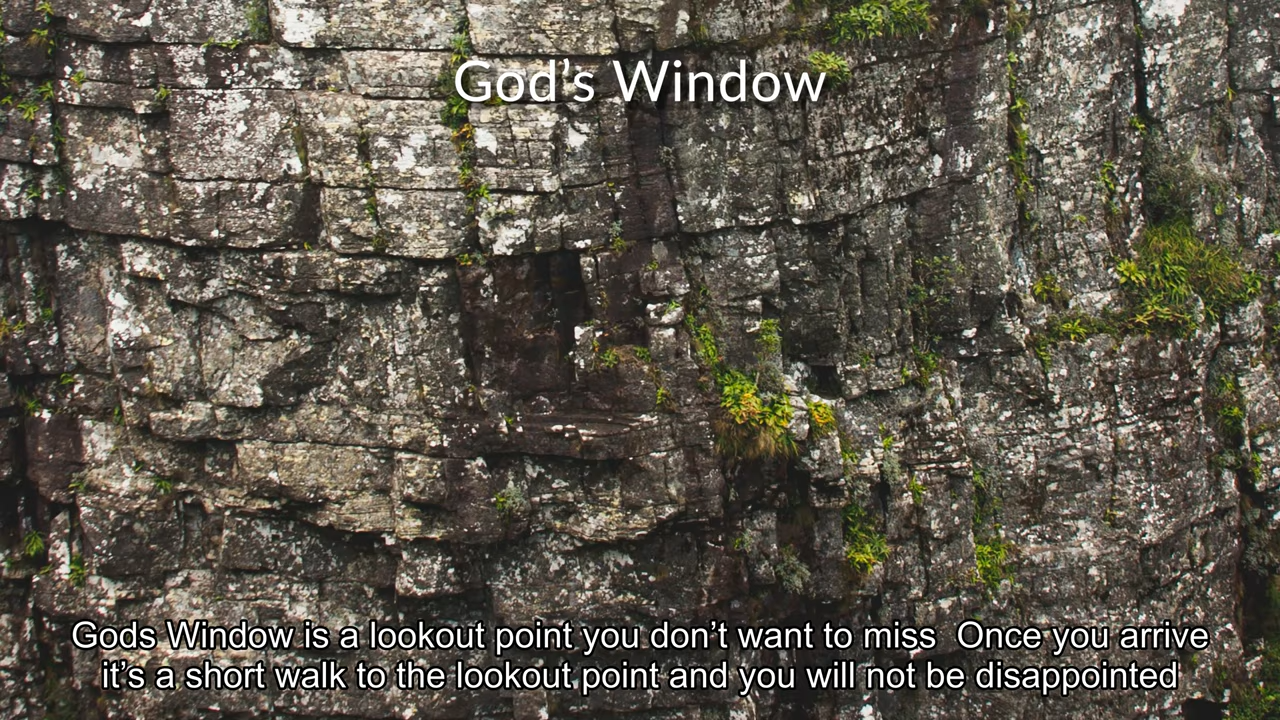 God’s Window
Gods Window is a lookout point you don’t want to miss  Once you arrive
it’s a short walk to the lookout point and you will not be disappointed